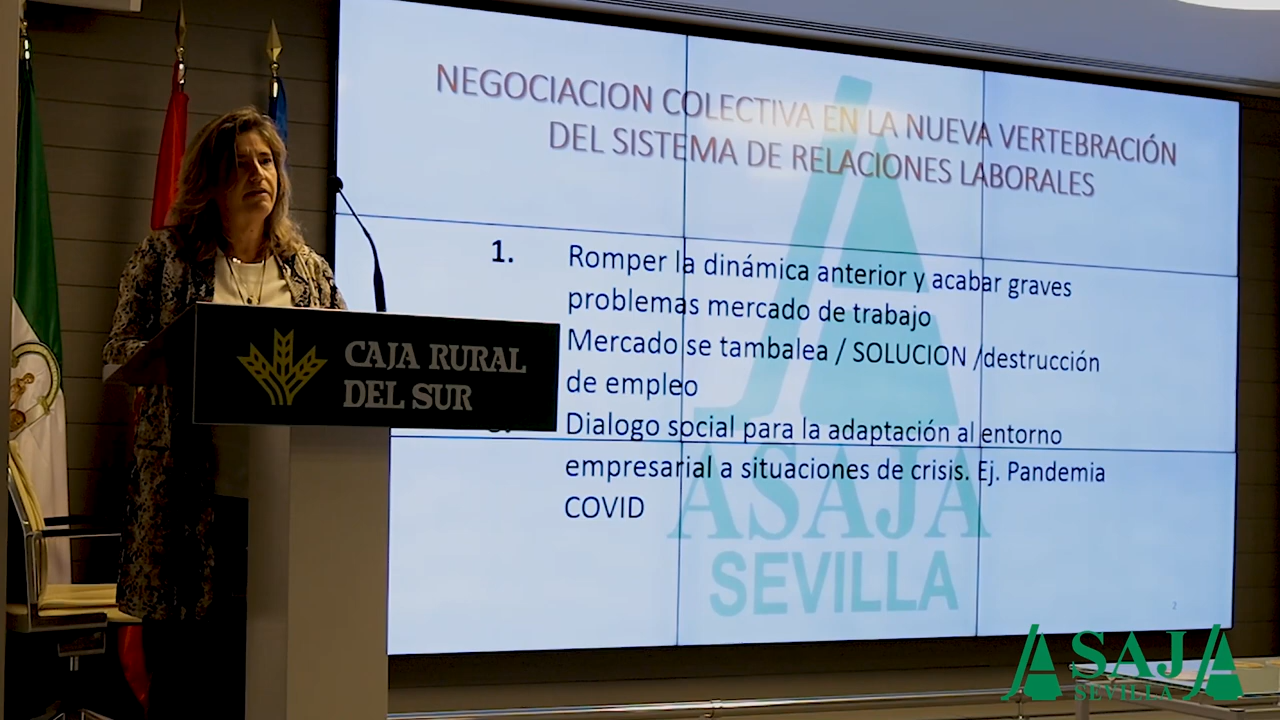 NEGOCIACION COLECTIVA EN LA NUEVA VERTEBRACIÓN
DEL SISTEMA DE RELACIONES LABORALES
1. Romper la dinámica anterior y acabar graves
problemas mercado de trabajo
Mercado se tambalea / SOLUCION /destrucción
de empleo
Dialogo social para la adaptación al entorno
empresarial a situaciones de crisis. Ej. Pandemia
COVID
ASAJA
SEVILLA
2
CAJA RURAL
DEL SUR
ASAJA
SEVILLA